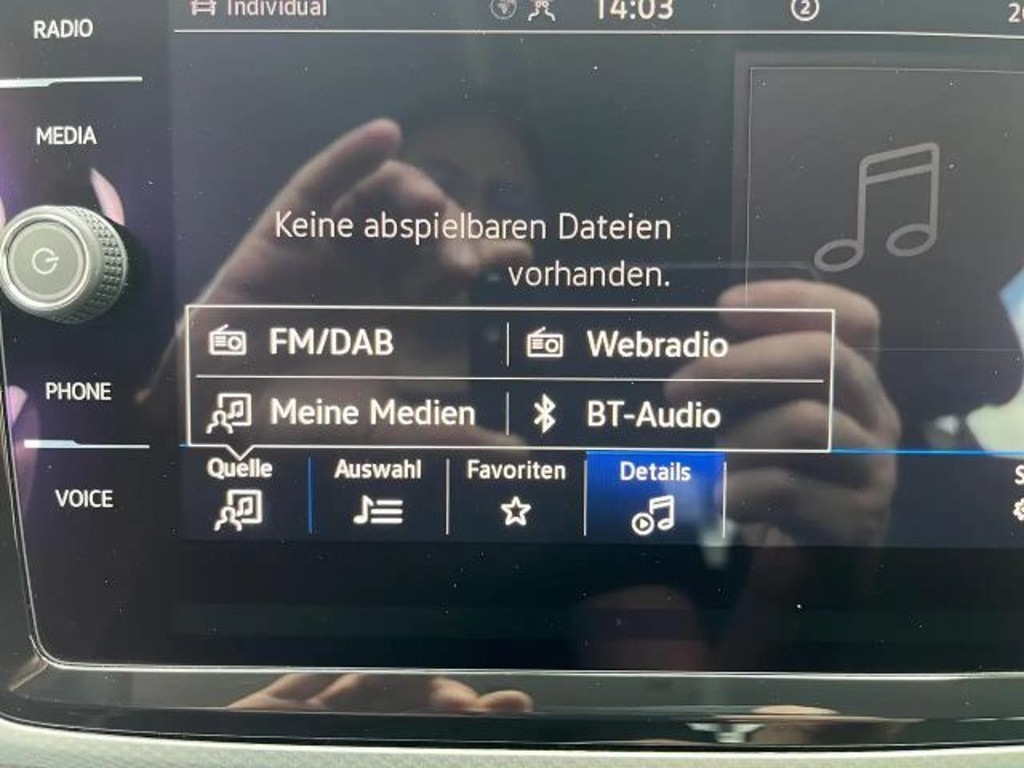 Individual
14:03
2
RADIO
MEDIA
Keine abspielbaren Dateien
vorhanden.
FM/DAB
Webradio
PHONE
Meine Medien
BT-Audio
Quelle
Auswahl
Favoriten
Details
VOICE